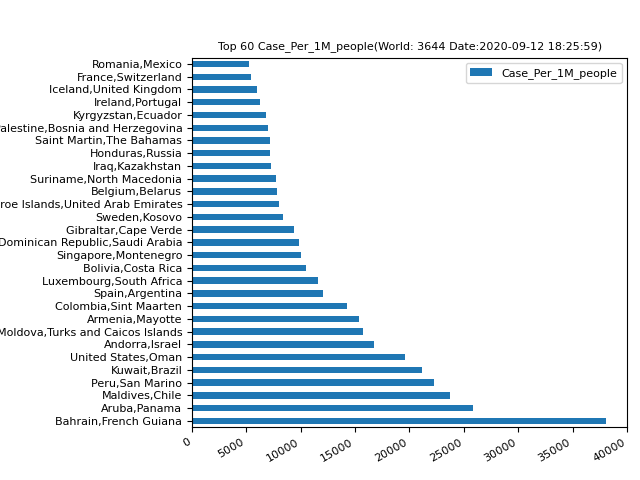 Top 60 Case_Per_1M_people(World: 3644 Date:2020-09-12 18:25:59)
Case_Per_1M_people
Romania,Mexico
France,Switzerland
Iceland,United Kingdom
Ireland,Portugal
Kyrgyzstan,Ecuador
alestine,Bosnia and Herzegovina
Saint Martin,The Bahamas
Honduras,Russia
Iraq,Kazakhstan
Suriname,North Macedonia
Belgium,Belarus
roe Islands,United Arab Emirates
Sweden,Kosovo
Gibraltar,Cape Verde
Dominican Republic,Saudi Arabia
Singapore,Montenegro
Bolivia,Costa Rica
Luxembourg,South Africa
Spain,Argentina
Colombia,Sint Maarten
Armenia,Mayotte
Moldova,Turks and Caicos Islands
Andorra,Israel
United States,Oman
Kuwait,Brazil
Peru,San Marino
Maldives,Chile
Aruba,Panama
Bahrain,French Guiana
0 5000 10000 15000 20000 25000 30000 35000 40000